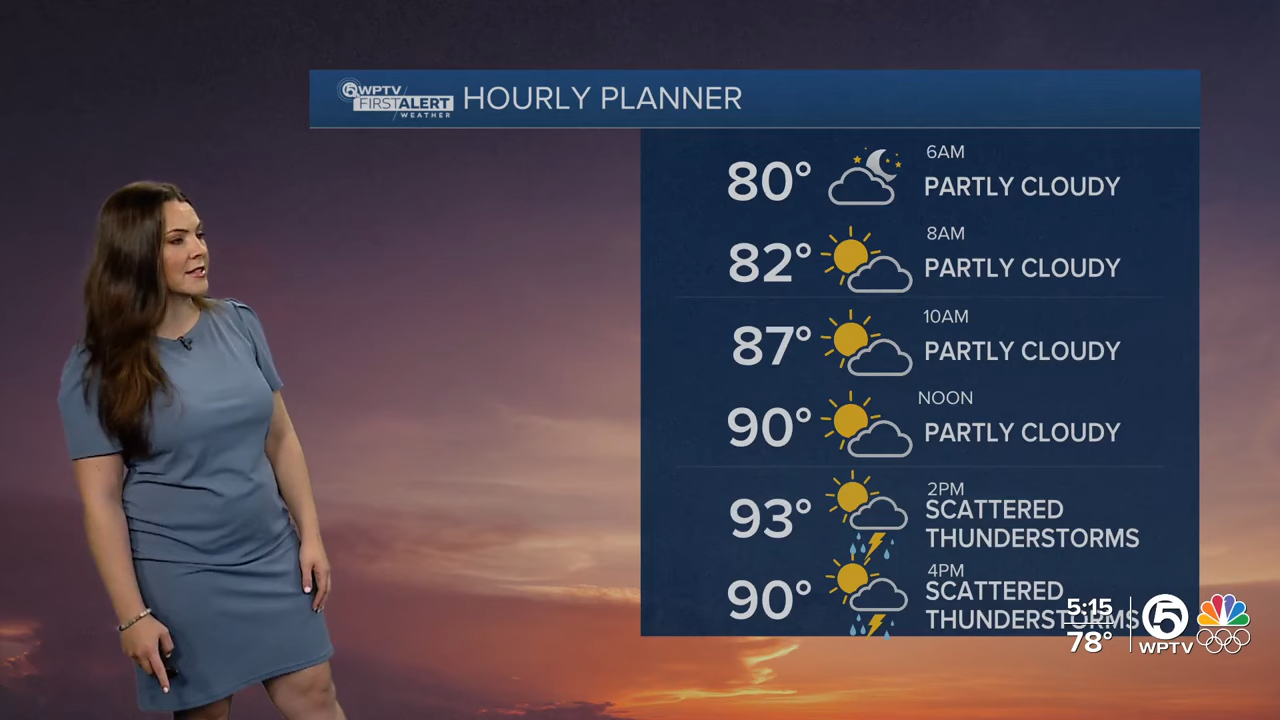 5 WPTV
FIRST ALERT
WEATHER
HOURLY PLANNER
80°
6AM
PARTLY CLOUDY
82°
8AM
PARTLY CLOUDY
87°
10AM
PARTLY CLOUDY
90°
NOON
PARTLY CLOUDY
93°
2PM
SCATTERED
THUNDERSTORMS
90°
4PM
SCATTERED
THUNDERSTORMS
5:15
78°
5
WPTV